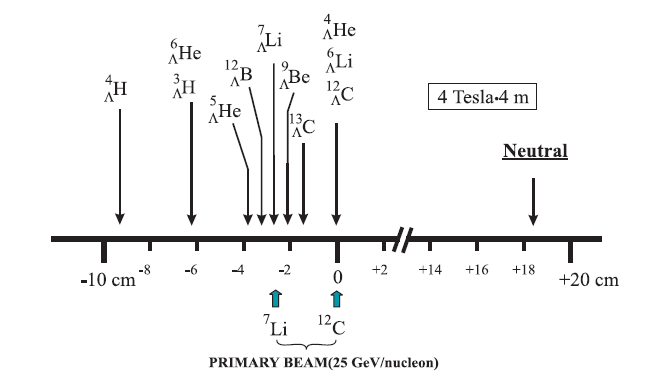 ⁴ΛH
⁶ΛHe
³ΛH
⁵ΛHe
¹²ΛB
⁷ΛLi
⁹ΛBe
¹³ΛC
⁴ΛHe
⁶ΛLi
¹²ΛC
4 Tesla•4 m
Neutral
-10 cm -8 -6 -4 -2 0 +2 +14 +16 +18 +20 cm
⁷Li ¹²C
PRIMARY BEAM(25 GeV/nucleon)